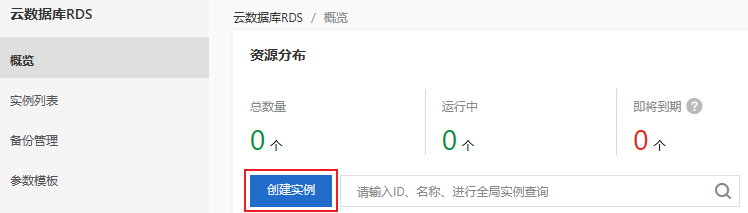 云数据库RDS
概览
实例列表
备份管理
参数模板
云数据库RDS / 概览
资源分布
总数量
0 个
运行中
0 个
即将到期 ?
0 个
创建实例
请输入ID、名称、进行全局实例查询